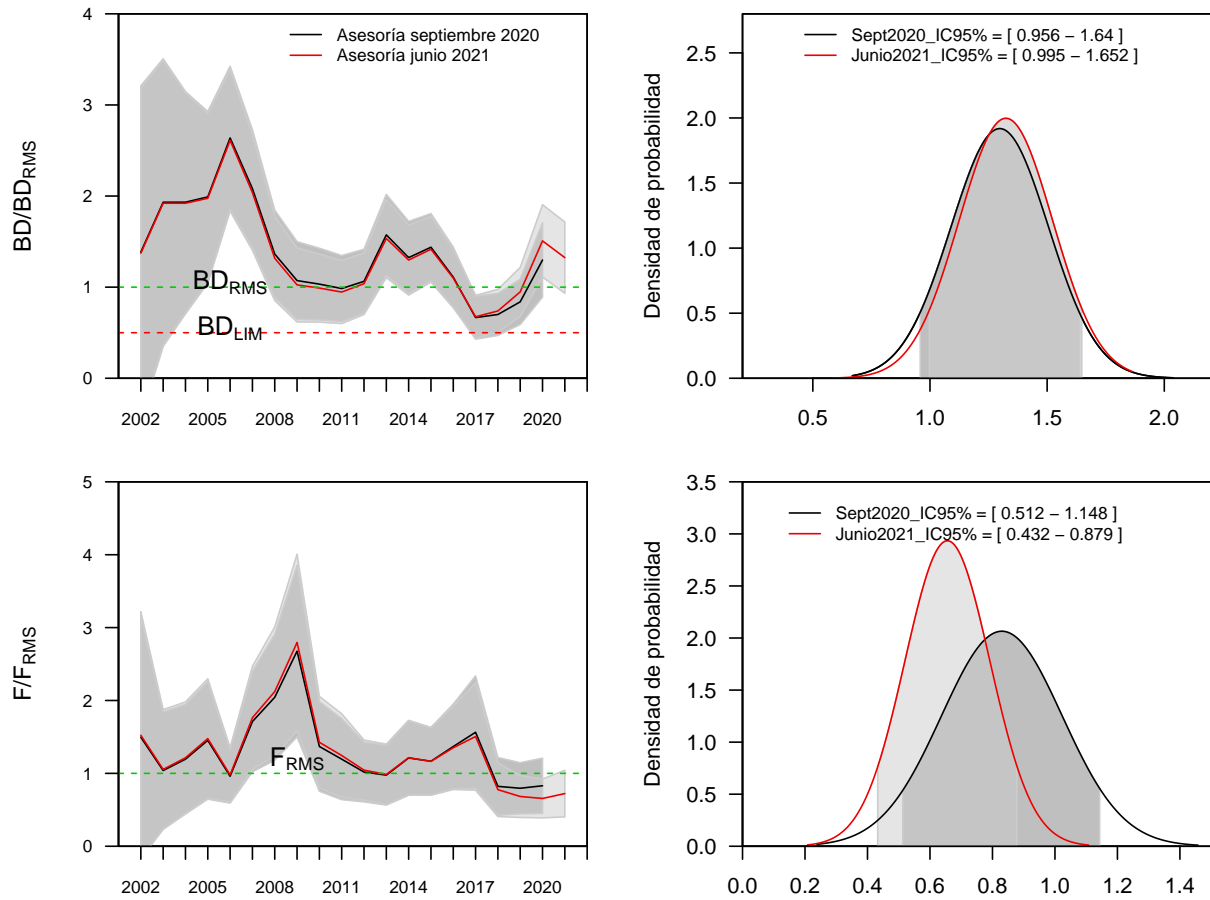 BD/BD_RMS
4
3
2
1
0
Asesoría septiembre 2020
Asesoría junio 2021
BD_RMS
BD_LIM
2002 2005 2008 2011 2014 2017 2020
Densidad de probabilidad
2.5
2.0
1.5
1.0
0.5
0.0
Sept2020_IC95% = [ 0.956 − 1.64 ]
Junio2021_IC95% = [ 0.995 − 1.652 ]
0.5 1.0 1.5 2.0
F/F_RMS
5
4
3
2
1
0
F_RMS
2002 2005 2008 2011 2014 2017 2020
Densidad de probabilidad
3.5
3.0
2.5
2.0
1.5
1.0
0.5
0.0
Sept2020_IC95% = [ 0.512 − 1.148 ]
Junio2021_IC95% = [ 0.432 − 0.879 ]
0.0 0.2 0.4 0.6 0.8 1.0 1.2 1.4